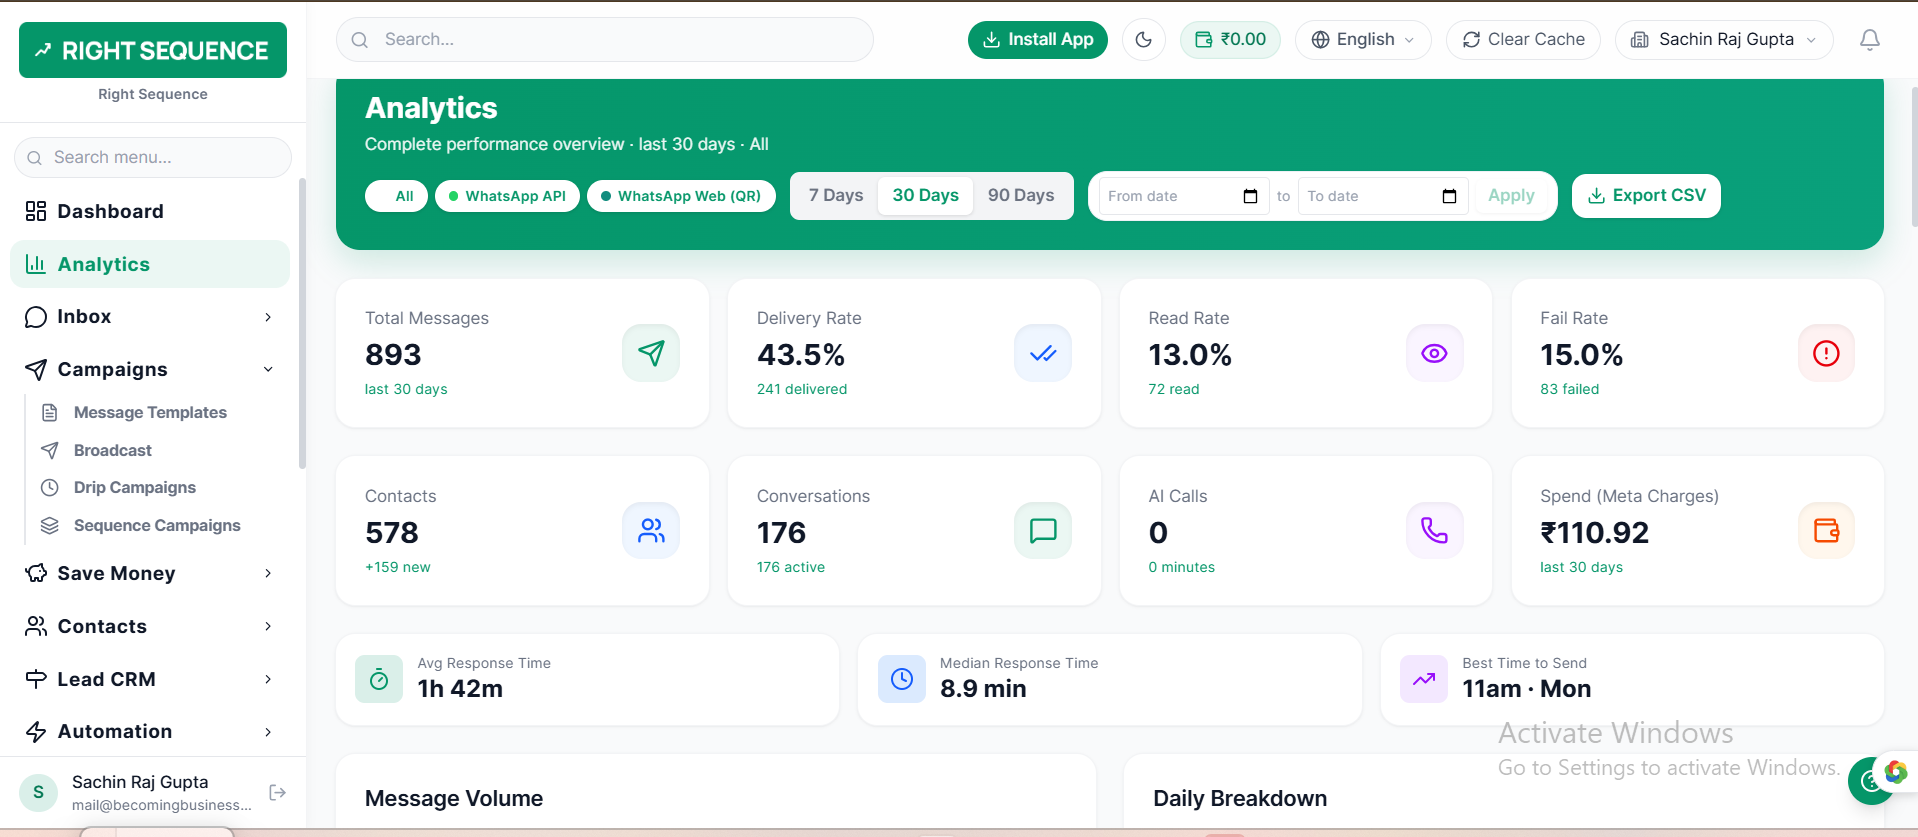 RIGHT SEQUENCE
Right Sequence
Search menu...
Dashboard
Analytics
Inbox
Campaigns
Message Templates
Broadcast
Drip Campaigns
Sequence Campaigns
Save Money
Contacts
Lead CRM
Automation
S
Sachin Raj Gupta
mail@becomingbusiness...
Search...
Install App
₹0.00
English
Clear Cache
Sachin Raj Gupta
Analytics
Complete performance overview · last 30 days · All
All
WhatsApp API
WhatsApp Web (QR)
7 Days
30 Days
90 Days
From date
to
To date
Apply
Export CSV
Total Messages
893
last 30 days
Delivery Rate
43.5%
241 delivered
Read Rate
13.0%
72 read
Fail Rate
15.0%
83 failed
Contacts
578
+159 new
Conversations
176
176 active
AI Calls
0
0 minutes
Spend (Meta Charges)
₹110.92
last 30 days
Avg Response Time
1h 42m
Median Response Time
8.9 min
Best Time to Send
11am · Mon
Message Volume
Daily Breakdown
Activate Windows
Go to Settings to activate Windows.